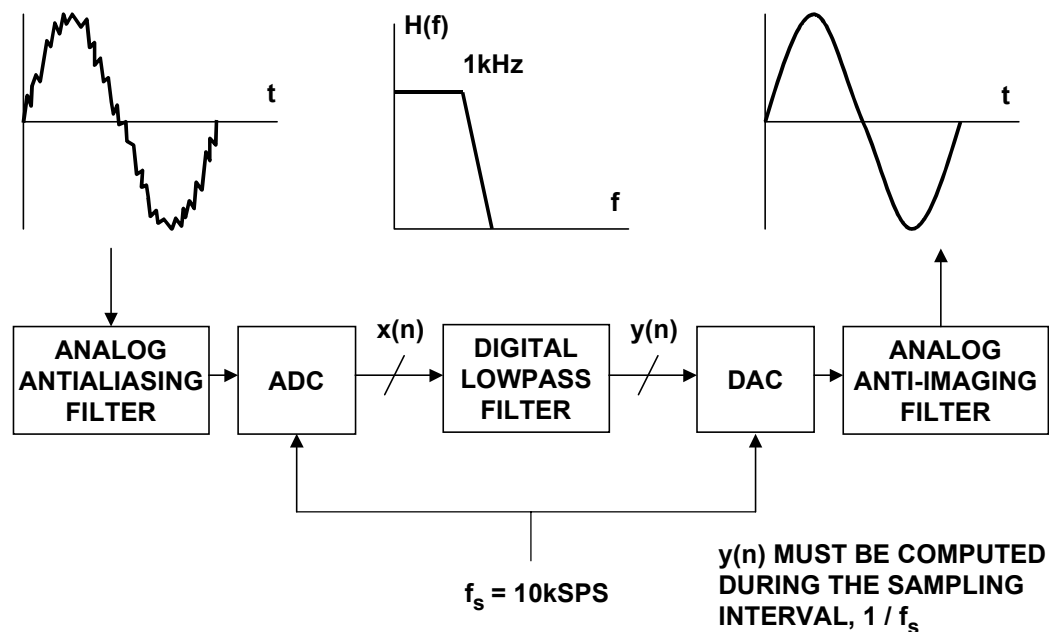 H(f)
1kHz
t
f
t
x(n)
y(n)
ANALOG
ANTIALIASING
FILTER
ADC
DIGITAL
LOWPASS
FILTER
DAC
ANALOG
ANTI-IMAGING
FILTER
fs = 10kSPS
y(n) MUST BE COMPUTED
DURING THE SAMPLING
INTERVAL, 1 / fs